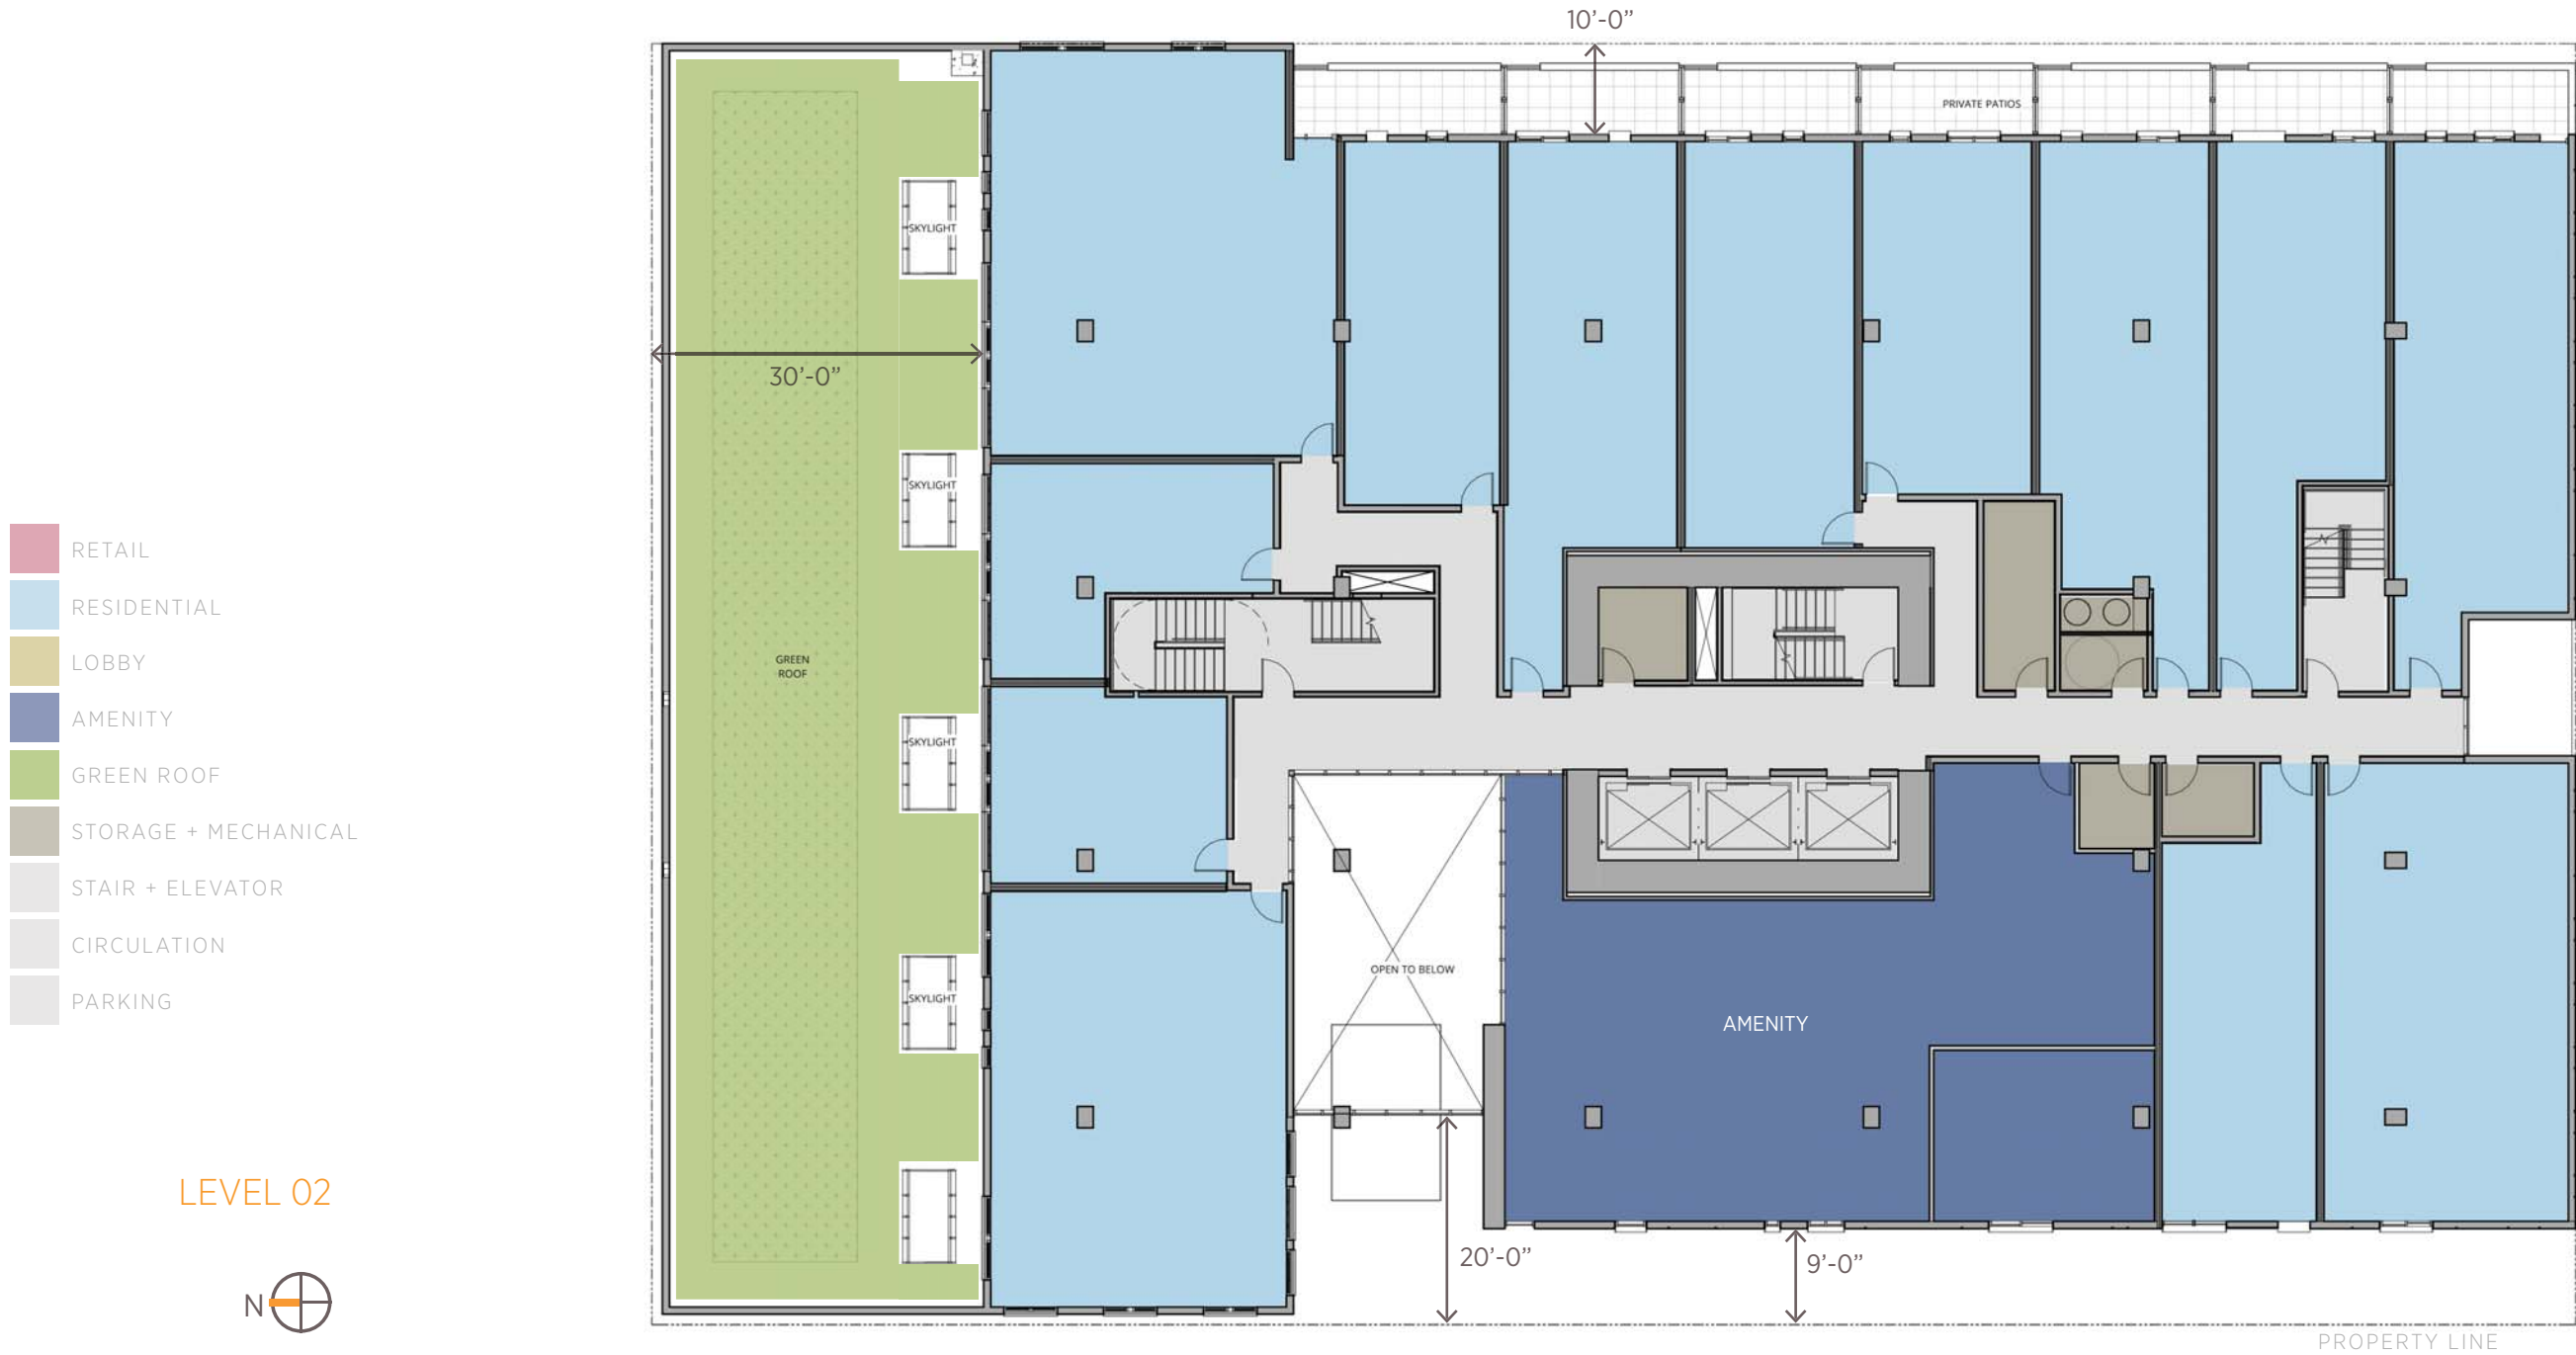 10’-0”
PRIVATE PATIOS
SKYLIGHT
30’-0”
SKYLIGHT
RETAIL
RESIDENTIAL
LOBBY
AMENITY
GREEN ROOF
STORAGE + MECHANICAL
STAIR + ELEVATOR
CIRCULATION
PARKING
GREEN
ROOF
SKYLIGHT
OPEN TO BELOW
SKYLIGHT
AMENITY
LEVEL 02
N
20’-0”
9’-0”
PROPERTY LINE